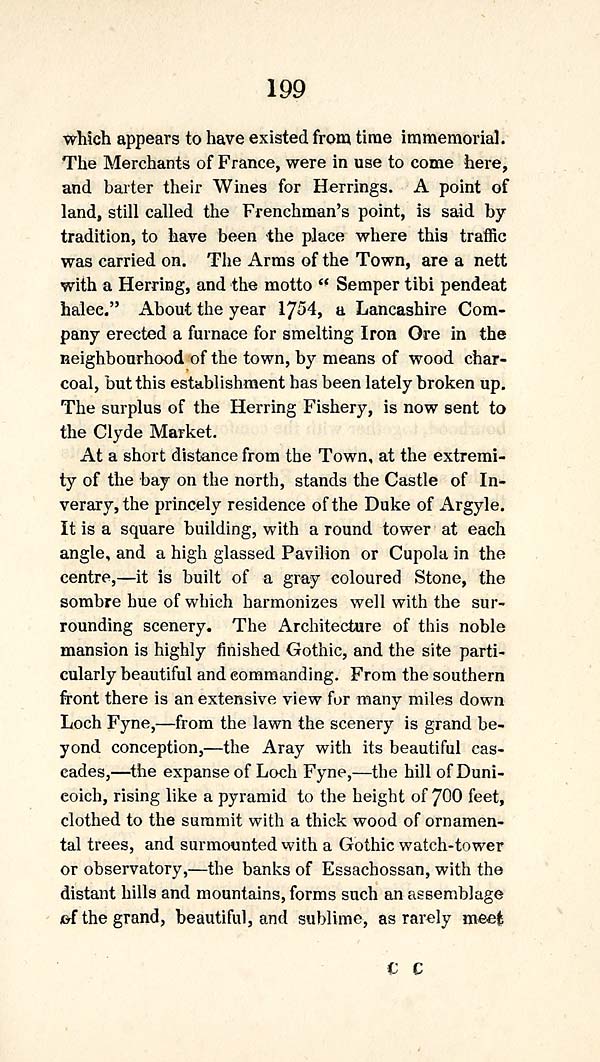 199
which appears to have existed from time immemorial.
The Merchants of France, were in use to come here,
and barter their Wines for Herrings. A point of
land, still called the Frenchman's point, is said by
tradition, to have been the place where this traffic
was carried on. The Arms of the Town, are a nett
with a Herring, and the motto “ Semper tibi pendeat
halec.” About the year 1754, a Lancashire Com-
pany erected a furnace for smelting Iron Ore in the
neighbourhood of the town, by means of wood char-
coal, but this establishment has been lately broken up.
The surplus of the Herring Fishery, is now sent to
the Clyde Market.
At a short distance from the Town, at the extremi-
ty of the bay on the north, stands the Castle of In-
verary, the princely residence of the Duke of Argyle.
It is a square building, with a round tower at each
angle, and a high glassed Pavilion or Cupola in the
centre,—it is built of a gray coloured Stone, the
sombre hue of which harmonizes well with the sur-
rounding scenery. The Architecture of this noble
mansion is highly finished Gothic, and the site parti-
cularly beautiful and commanding. From the southern
front there is an extensive view for many miles down
Loch Fyne,—from the lawn the scenery is grand be-
yond conception,—the Aray with its beautiful cas-
cades,—the expanse of Loch Fyne,—the hill of Duni-
coich, rising like a pyramid to the height of 700 feet,
clothed to the summit with a thick wood of ornamen-
tal trees, and surmounted with a Gothic watch-tower
or observatory,—the banks of Essachossan, with the
distant hills and mountains, forms such an assemblage
of the grand, beautiful, and sublime, as rarely meet
C C